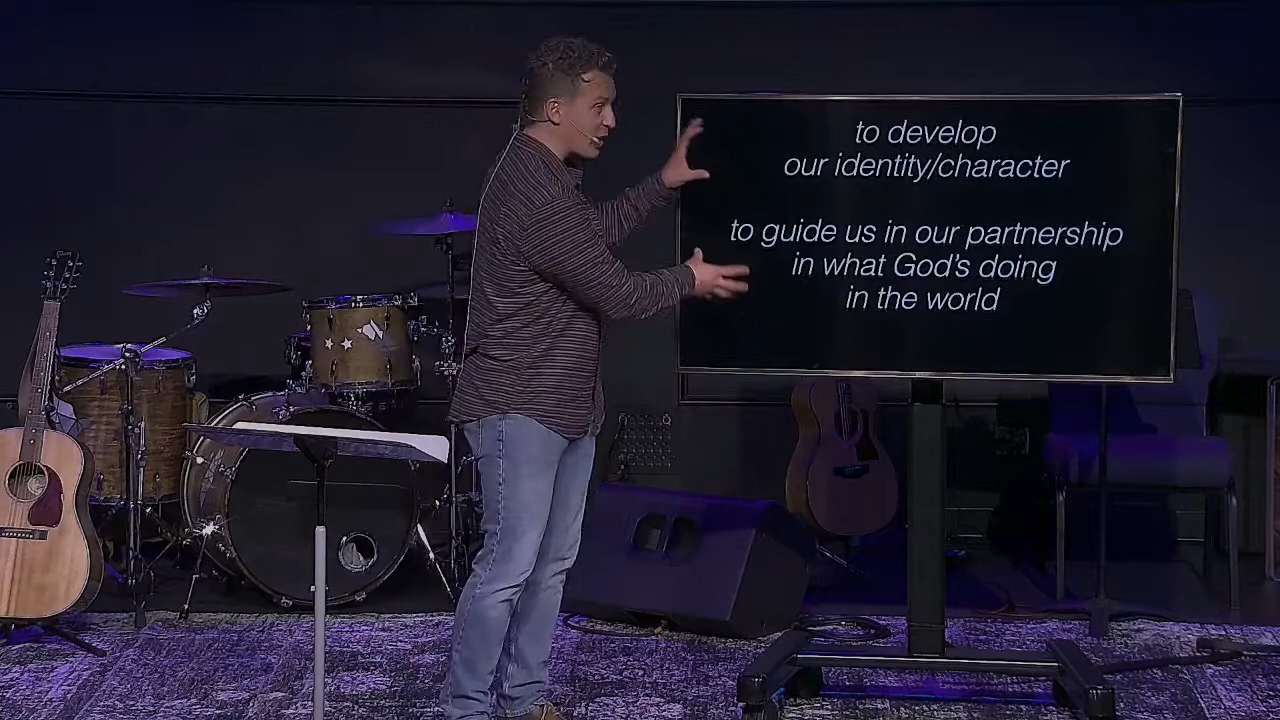 to develop
our identity/character
to guide us in our partnership
in what God's doing
in the world